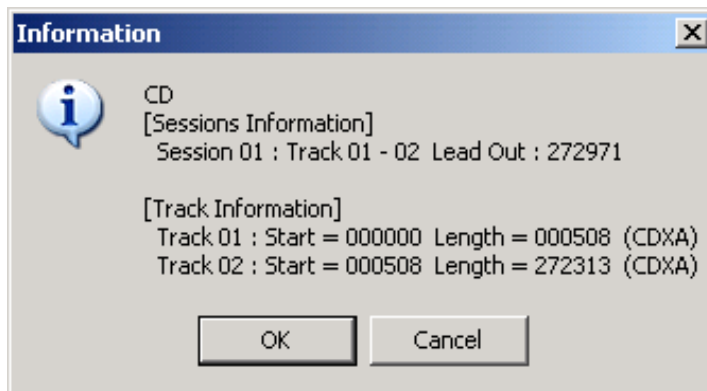 Information
CD
[Sessions Information]
Session 01 : Track 01 - 02 Lead Out : 272971
[Track Information]
Track 01 : Start = 000000 Length = 000508 (CDXA)
Track 02 : Start = 000508 Length = 272313 (CDXA)
OK Cancel